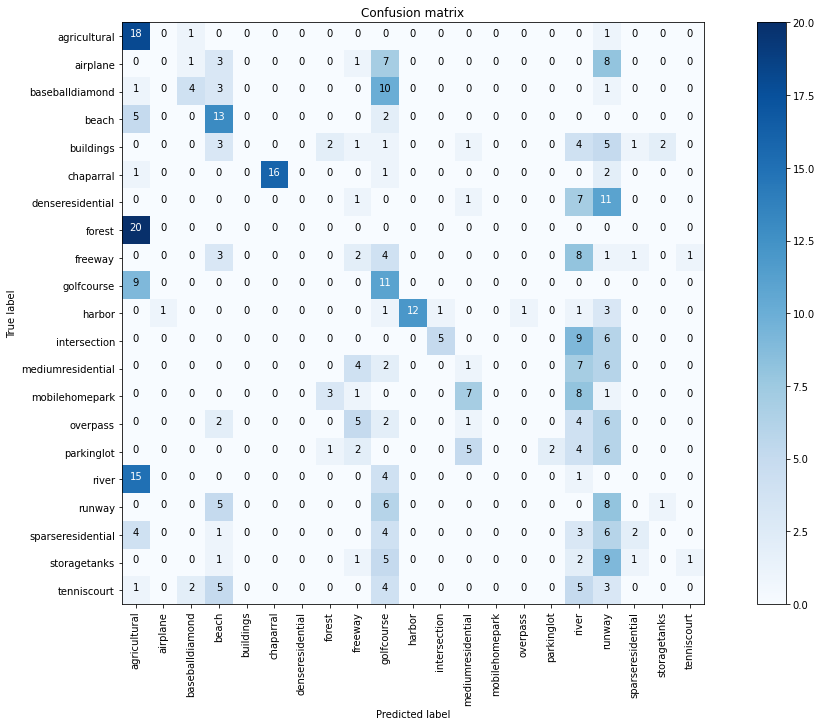 Confusion matrix
agricultural 18 0 1 0 0 0 0 0 0 0 0 0 0 0 0 0 0 1 0 0 0
airplane 0 0 1 3 0 0 0 0 1 7 0 0 0 0 0 0 0 8 0 0 0
baseballdiamond 1 0 4 3 0 0 0 0 0 10 0 0 0 0 0 0 0 1 0 0 0
beach 5 0 0 13 0 0 0 0 0 2 0 0 0 0 0 0 0 0 0 0 0
buildings 0 0 0 3 0 0 0 2 1 1 0 0 1 0 0 0 4 5 1 2 0
chaparral 1 0 0 0 0 16 0 0 0 1 0 0 0 0 0 0 0 2 0 0 0
denseresidential 0 0 0 0 0 0 0 0 1 0 0 0 1 0 0 0 7 11 0 0 0
forest 20 0 0 0 0 0 0 0 0 0 0 0 0 0 0 0 0 0 0 0 0
freeway 0 0 0 3 0 0 0 0 2 4 0 0 0 0 0 0 8 1 1 0 1
golfcourse 9 0 0 0 0 0 0 0 0 11 0 0 0 0 0 0 0 0 0 0 0
harbor 0 1 0 0 0 0 0 0 0 1 12 1 0 0 1 0 1 3 0 0 0
intersection 0 0 0 0 0 0 0 0 0 0 0 5 0 0 0 0 9 6 0 0 0
mediumresidential 0 0 0 0 0 0 0 0 4 2 0 0 1 0 0 0 7 6 0 0 0
mobilehomepark 0 0 0 0 0 0 0 3 1 0 0 0 7 0 0 0 8 1 0 0 0
overpass 0 0 0 2 0 0 0 0 5 2 0 0 1 0 0 0 4 6 0 0 0
parkinglot 0 0 0 0 0 0 0 1 2 0 0 0 5 0 0 2 4 6 0 0 0
river 15 0 0 0 0 0 0 0 0 4 0 0 0 0 0 0 1 0 0 0 0
runway 0 0 0 5 0 0 0 0 0 6 0 0 0 0 0 0 0 8 0 1 0
sparseresidential 4 0 0 1 0 0 0 0 0 4 0 0 0 0 0 0 3 6 2 0 0
storagetanks 0 0 0 1 0 0 0 0 1 5 0 0 0 0 0 0 2 9 1 0 1
tenniscourt 1 0 2 5 0 0 0 0 0 4 0 0 0 0 0 0 5 3 0 0 0
True label
agricultural
airplane
baseballdiamond
beach
buildings
chaparral
denseresidential
forest
freeway
golfcourse
harbor
intersection
mediumresidential
mobilehomepark
overpass
parkinglot
river
runway
sparseresidential
storagetanks
tenniscourt
Predicted label
20.0
17.5
15.0
12.5
10.0
7.5
5.0
2.5
0.0